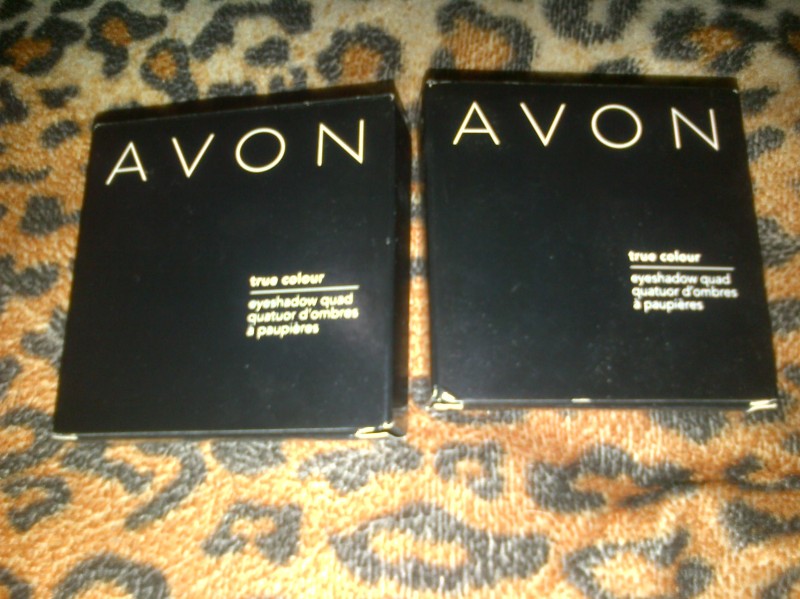 AVON
true colour
eyeshadow quad
quatuor d'ombres
à paupières
AVON
true colour
eyeshadow quad
quatuor d'ombres
à paupières